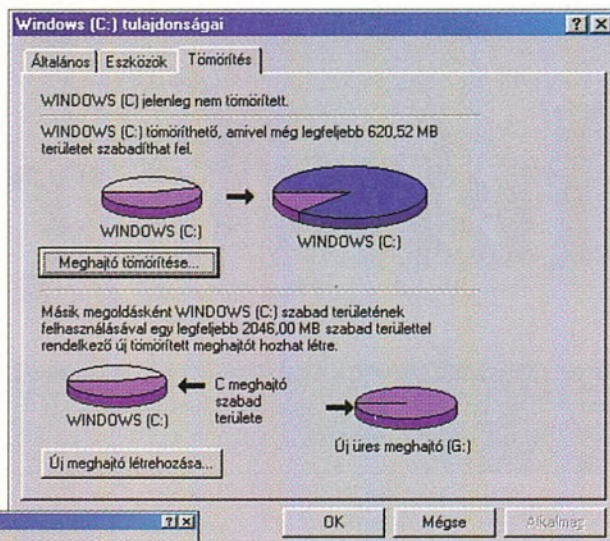 Windows (C:) tulajdonságai
Általános
Eszközök
Tömörítés
WINDOWS (C) jelenleg nem tömörített.
WINDOWS (C:) tömöríthető, amivel még legfeljebb 620,52 MB
területet szabadíthat fel.
WINDOWS (C:)
WINDOWS (C:)
Meghajtó tömörítése...
Másik megoldásként WINDOWS (C:) szabad területének
felhasználásával egy legfeljebb 2046,00 MB szabad területtel
rendelkező új tömörített meghajtót hozhat létre.
WINDOWS (C:)
C meghajtó
szabad
területe
Új üres meghajtó (G:)
Új meghajtó létrehozása...
OK
Mégse
Alkalmaz